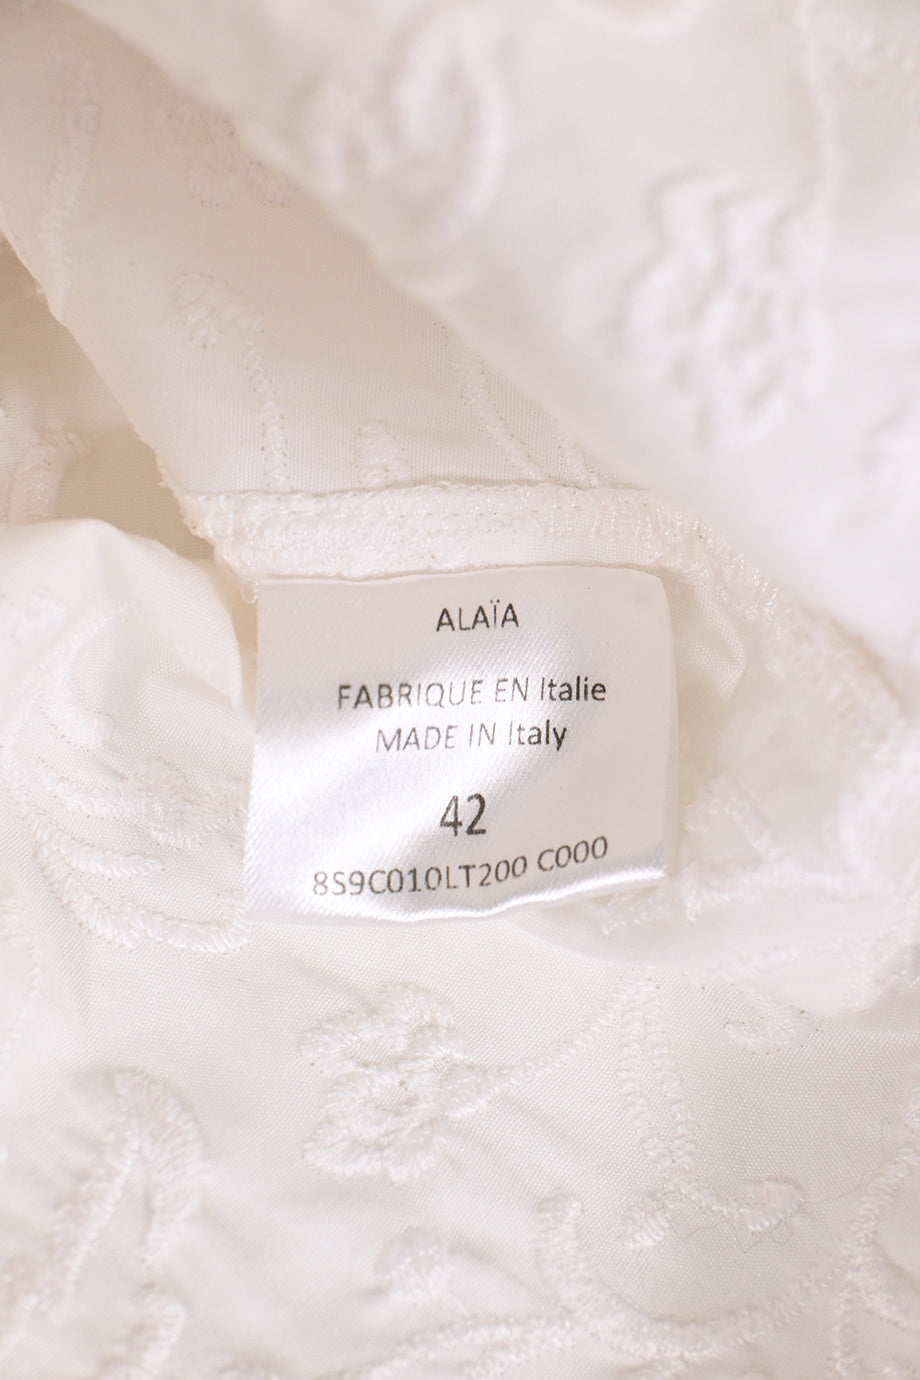 ALAÏA
FABRIQUE EN Italie
MADE IN Italy
42
8S9C010LT200 C000